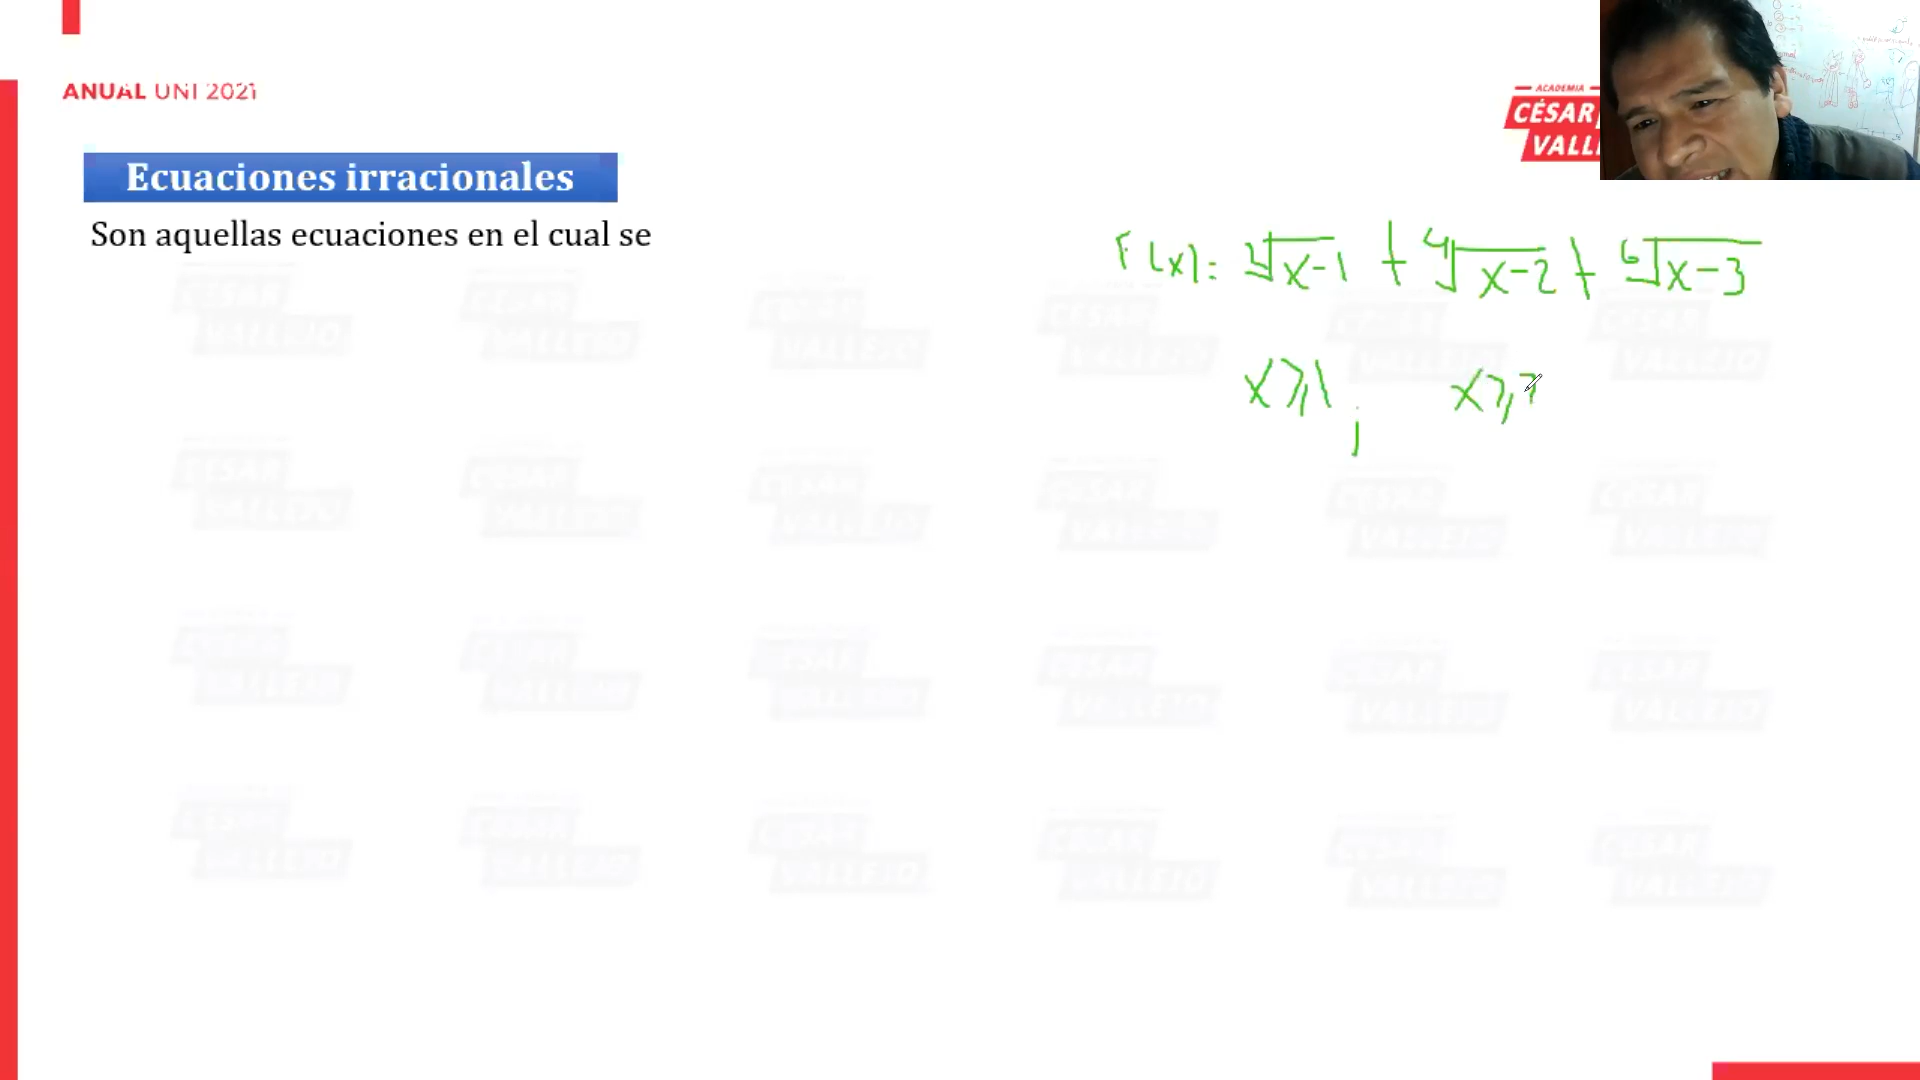 ANUAL UNI 2021
ACADEMIA
CÉSAR
VALL
Ecuaciones irracionales
Son aquellas ecuaciones en el cual se
F(x): √x-1 + ⁴√x-2 + ⁶√x-3
x ≥ 1 ; x ≥